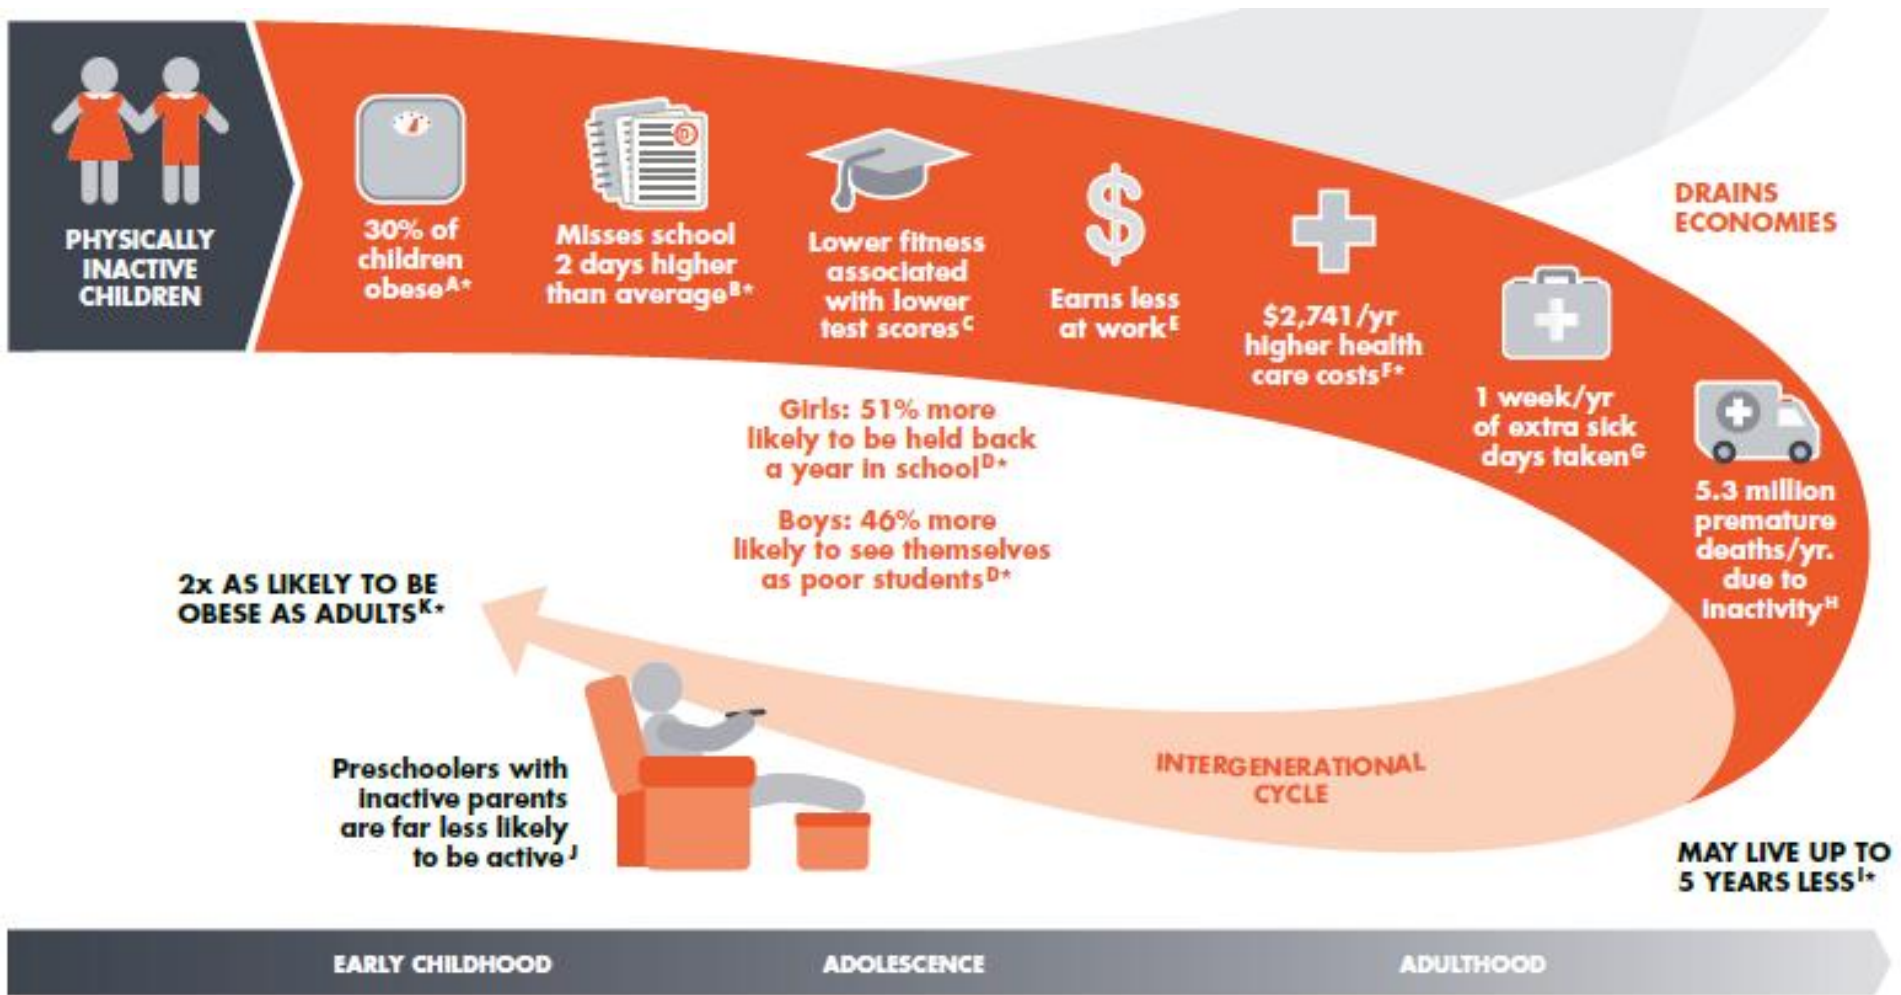 PHYSICALLY
INACTIVE
CHILDREN
30% of
children
obeseA*
Misses school
2 days higher
than averageB*
Lower fitness
associated
with lower
test scoresC
$
Earns less
at workE
$2,741/yr
higher health
care costsF*
1 week/yr
of extra sick
days takenG
5.3 million
premature
deaths/yr.
due to
inactivityH
DRAINS
ECONOMIES
Girls: 51% more
likely to be held back
a year in schoolD*
Boys: 46% more
likely to see themselves
as poor studentsD*
2x AS LIKELY TO BE
OBESE AS ADULTSK*
Preschoolers with
inactive parents
are far less likely
to be activeJ
INTERGENERATIONAL
CYCLE
MAY LIVE UP TO
5 YEARS LESSI*
EARLY CHILDHOOD
ADOLESCENCE
ADULTHOOD